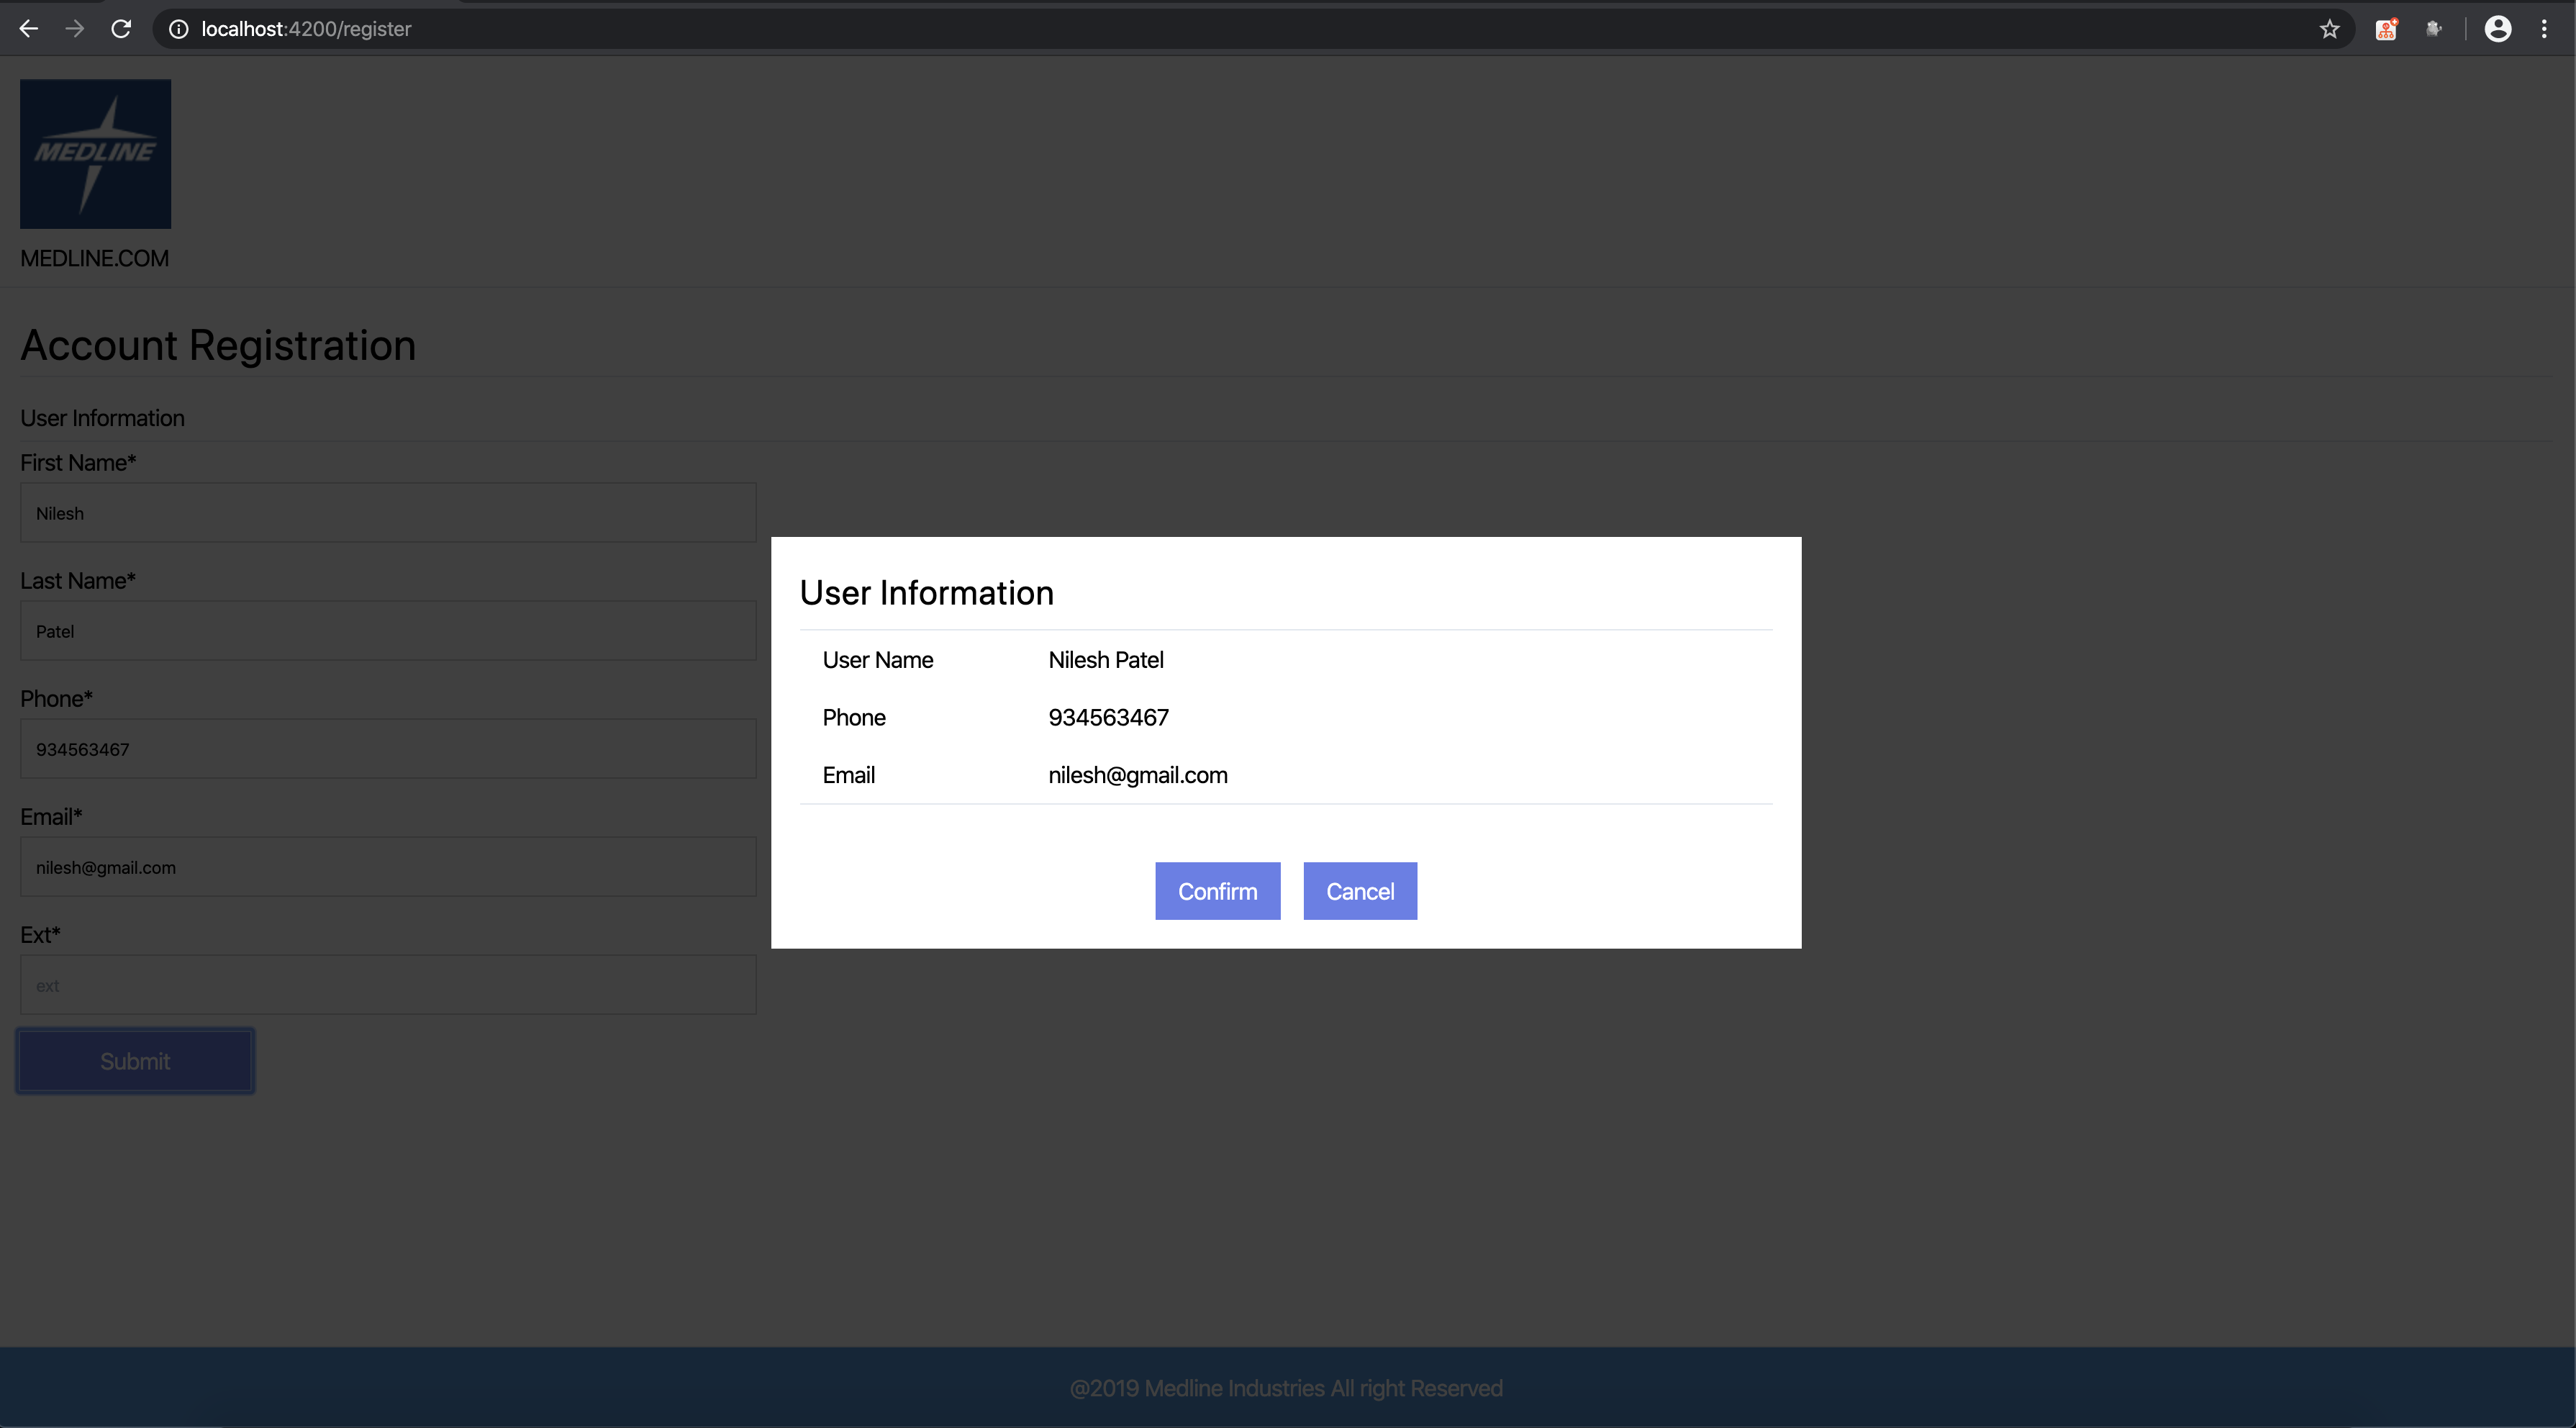 localhost:4200/register
MEDLINE
MEDLINE.COM
Account Registration
User Information
First Name*
Nilesh
Last Name*
Patel
Phone*
934563467
Email*
nilesh@gmail.com
Ext*
ext
Submit
User Information
User Name Nilesh Patel
Phone 934563467
Email nilesh@gmail.com
Confirm Cancel
@2019 Medline Industries All right Reserved